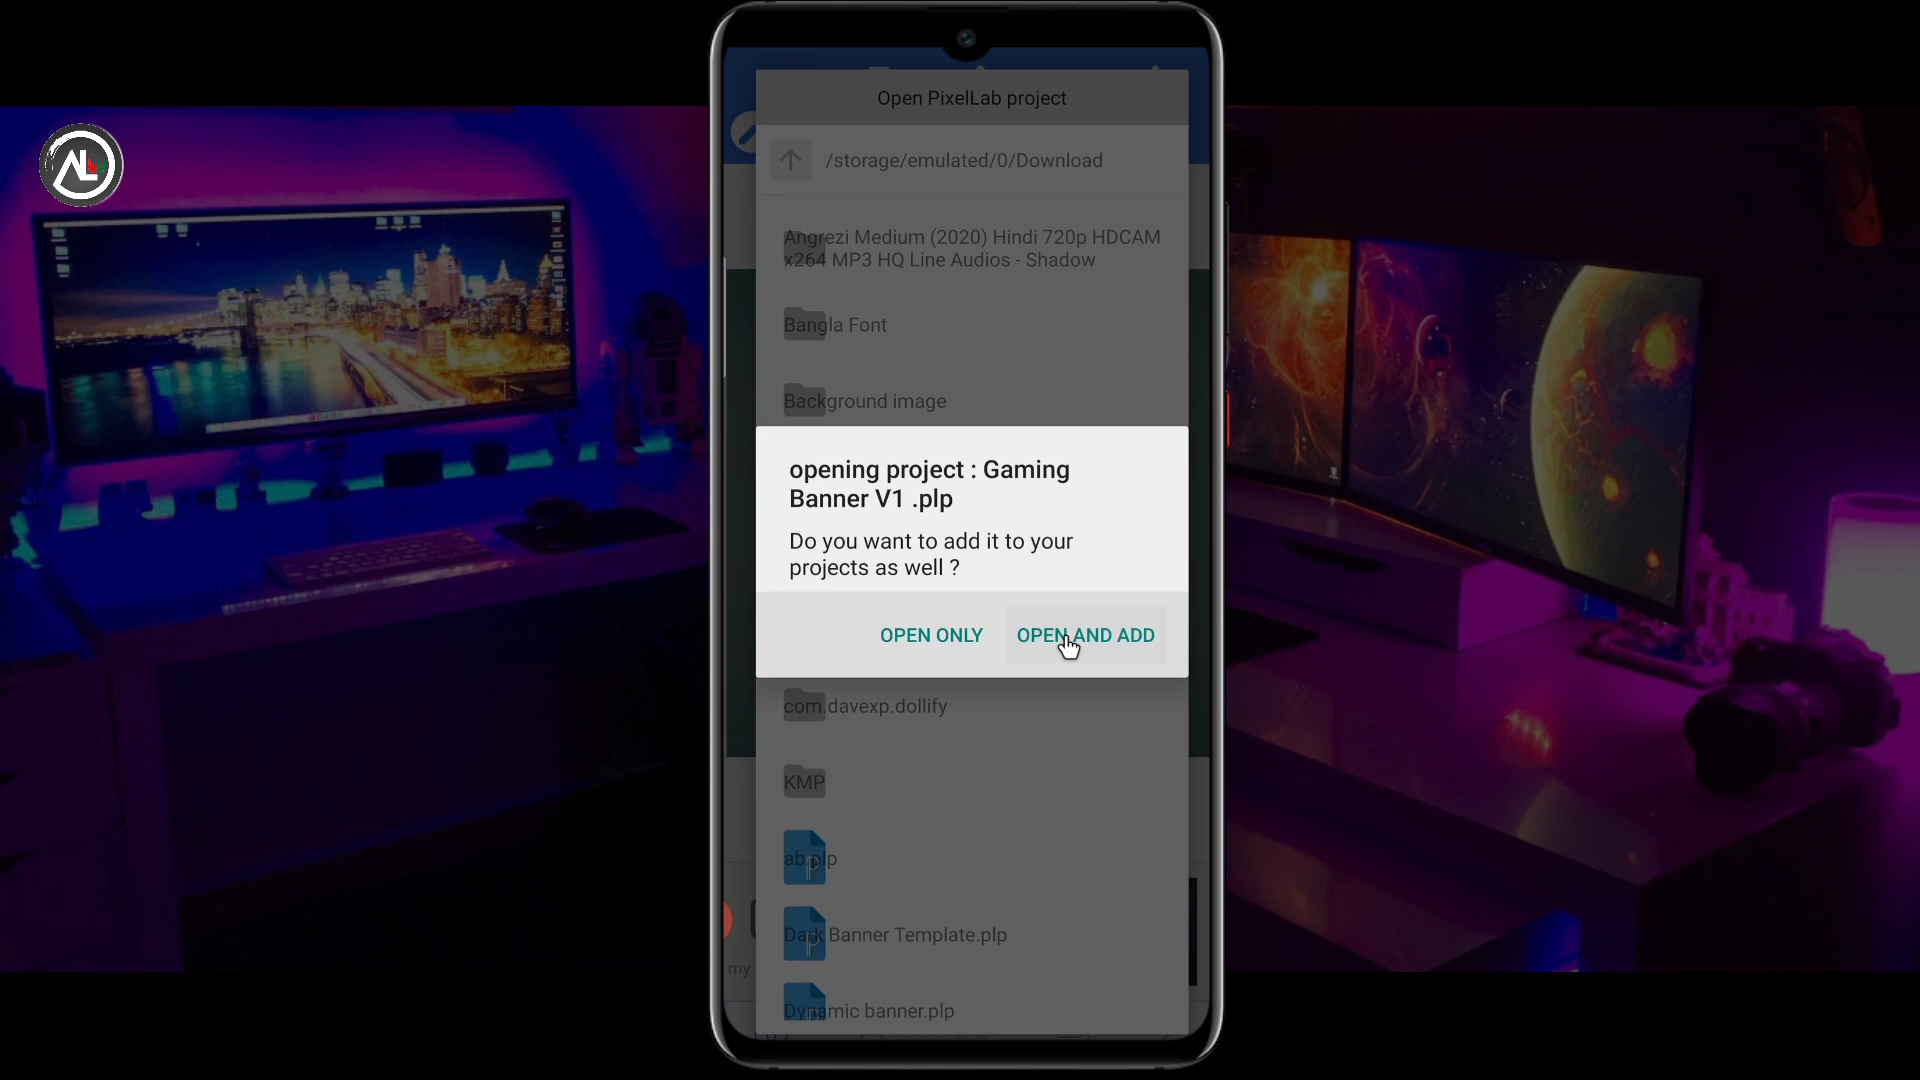 Open PixelLab project
/storage/emulated/0/Download
Angrezi Medium (2020) Hindi 720p HDCAM
x264 MP3 HQ Line Audios - Shadow
Bangla Font
Background image
opening project : Gaming
Banner V1 .plp
Do you want to add it to your
projects as well ?
OPEN ONLY
OPEN AND ADD
com.davexp.dollify
KMP
ab.plp
Dark Banner Template.plp
my
Dynamic banner.plp